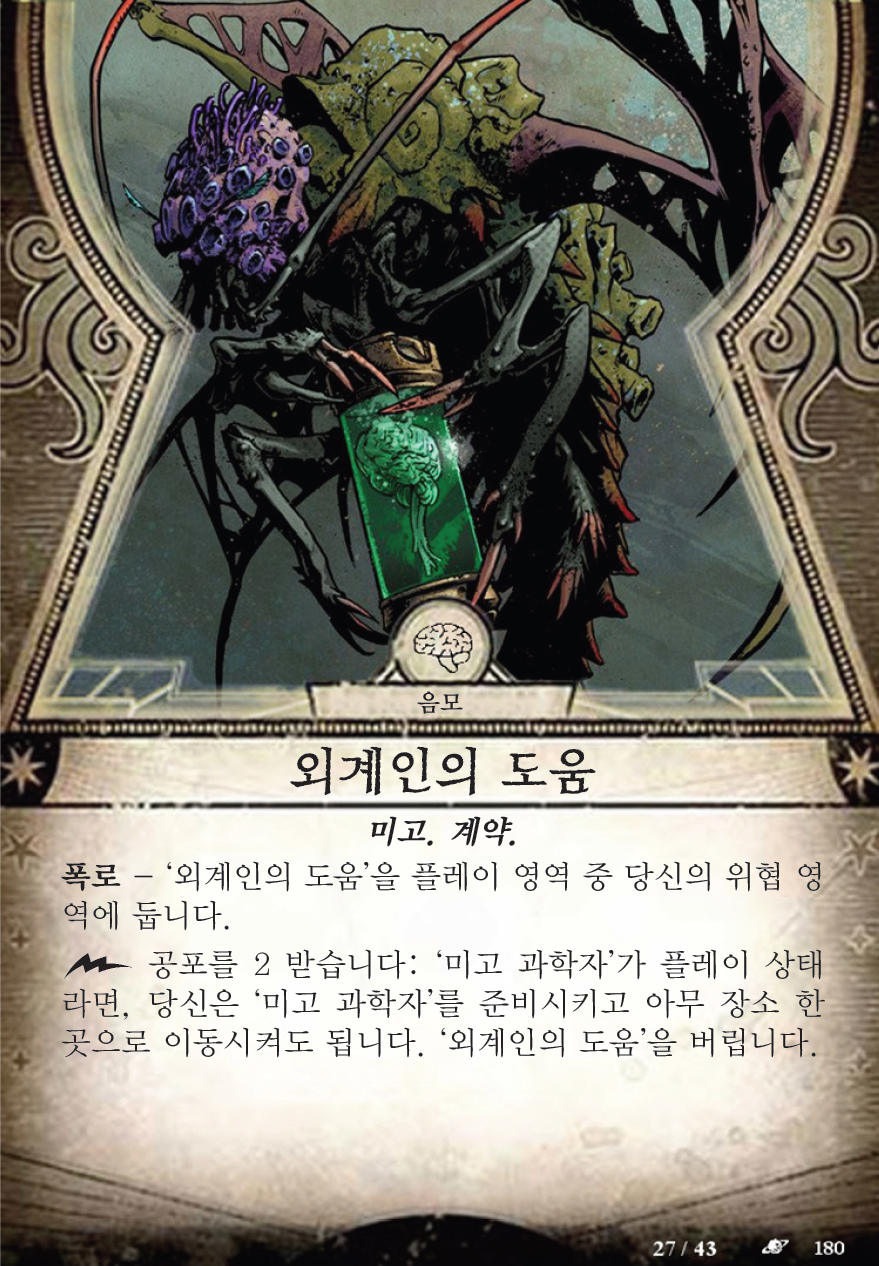 음모
외계인의 도움
미고. 계약.
폭로 – ‘외계인의 도움’을 플레이 영역 중 당신의 위협 영
역에 둡니다.
공포를 2 받습니다: ‘미고 과학자’가 플레이 상태
라면, 당신은 ‘미고 과학자’를 준비시키고 아무 장소 한
곳으로 이동시켜도 됩니다. ‘외계인의 도움’을 버립니다.
27 / 43 180